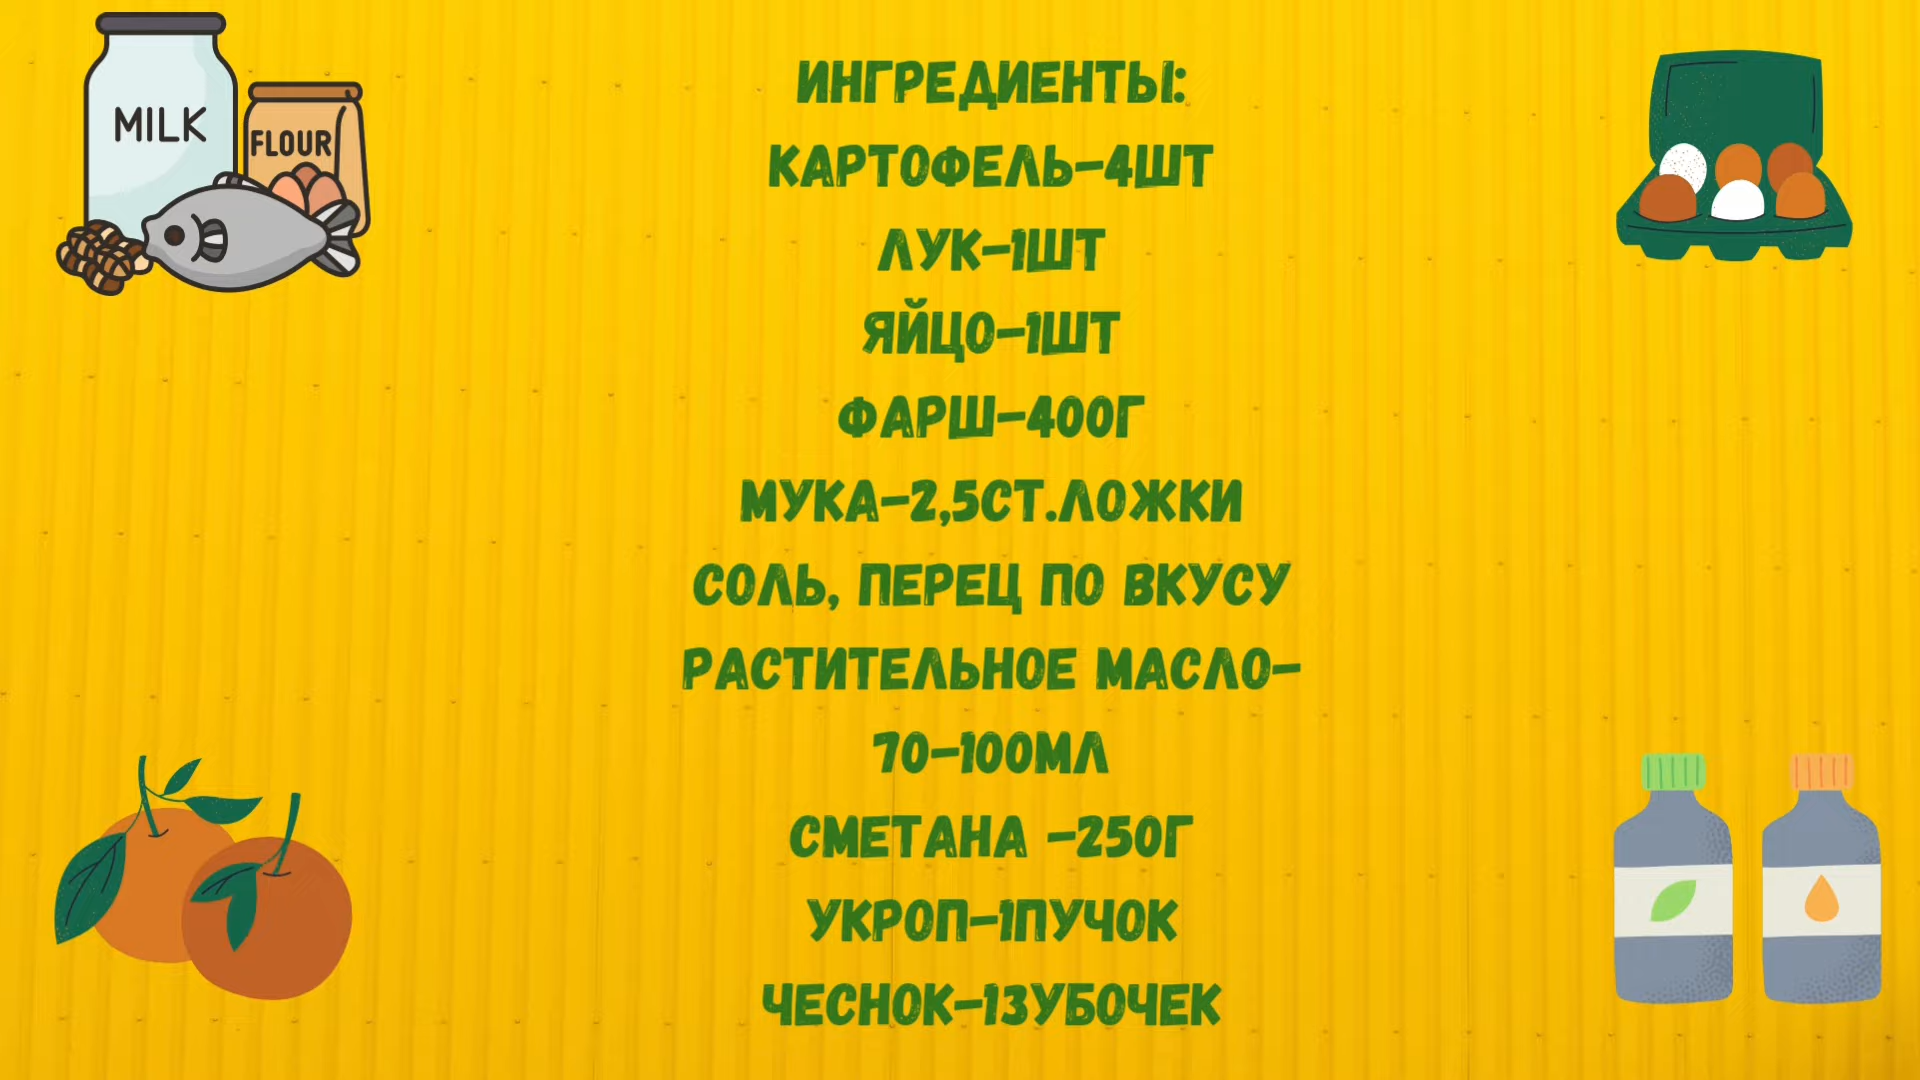 MILK
FLOUR
ИНГРЕДИЕНТЫ:
КАРТОФЕЛЬ-4ШТ
ЛУК-1ШТ
ЯЙЦО-1ШТ
ФАРШ-400Г
МУКА-2,5СТ.ЛОЖКИ
СОЛЬ, ПЕРЕЦ ПО ВКУСУ
РАСТИТЕЛЬНОЕ МАСЛО-
70-100МЛ
СМЕТАНА -250Г
УКРОП-1ПУЧОК
ЧЕСНОК-1ЗУБОЧЕК